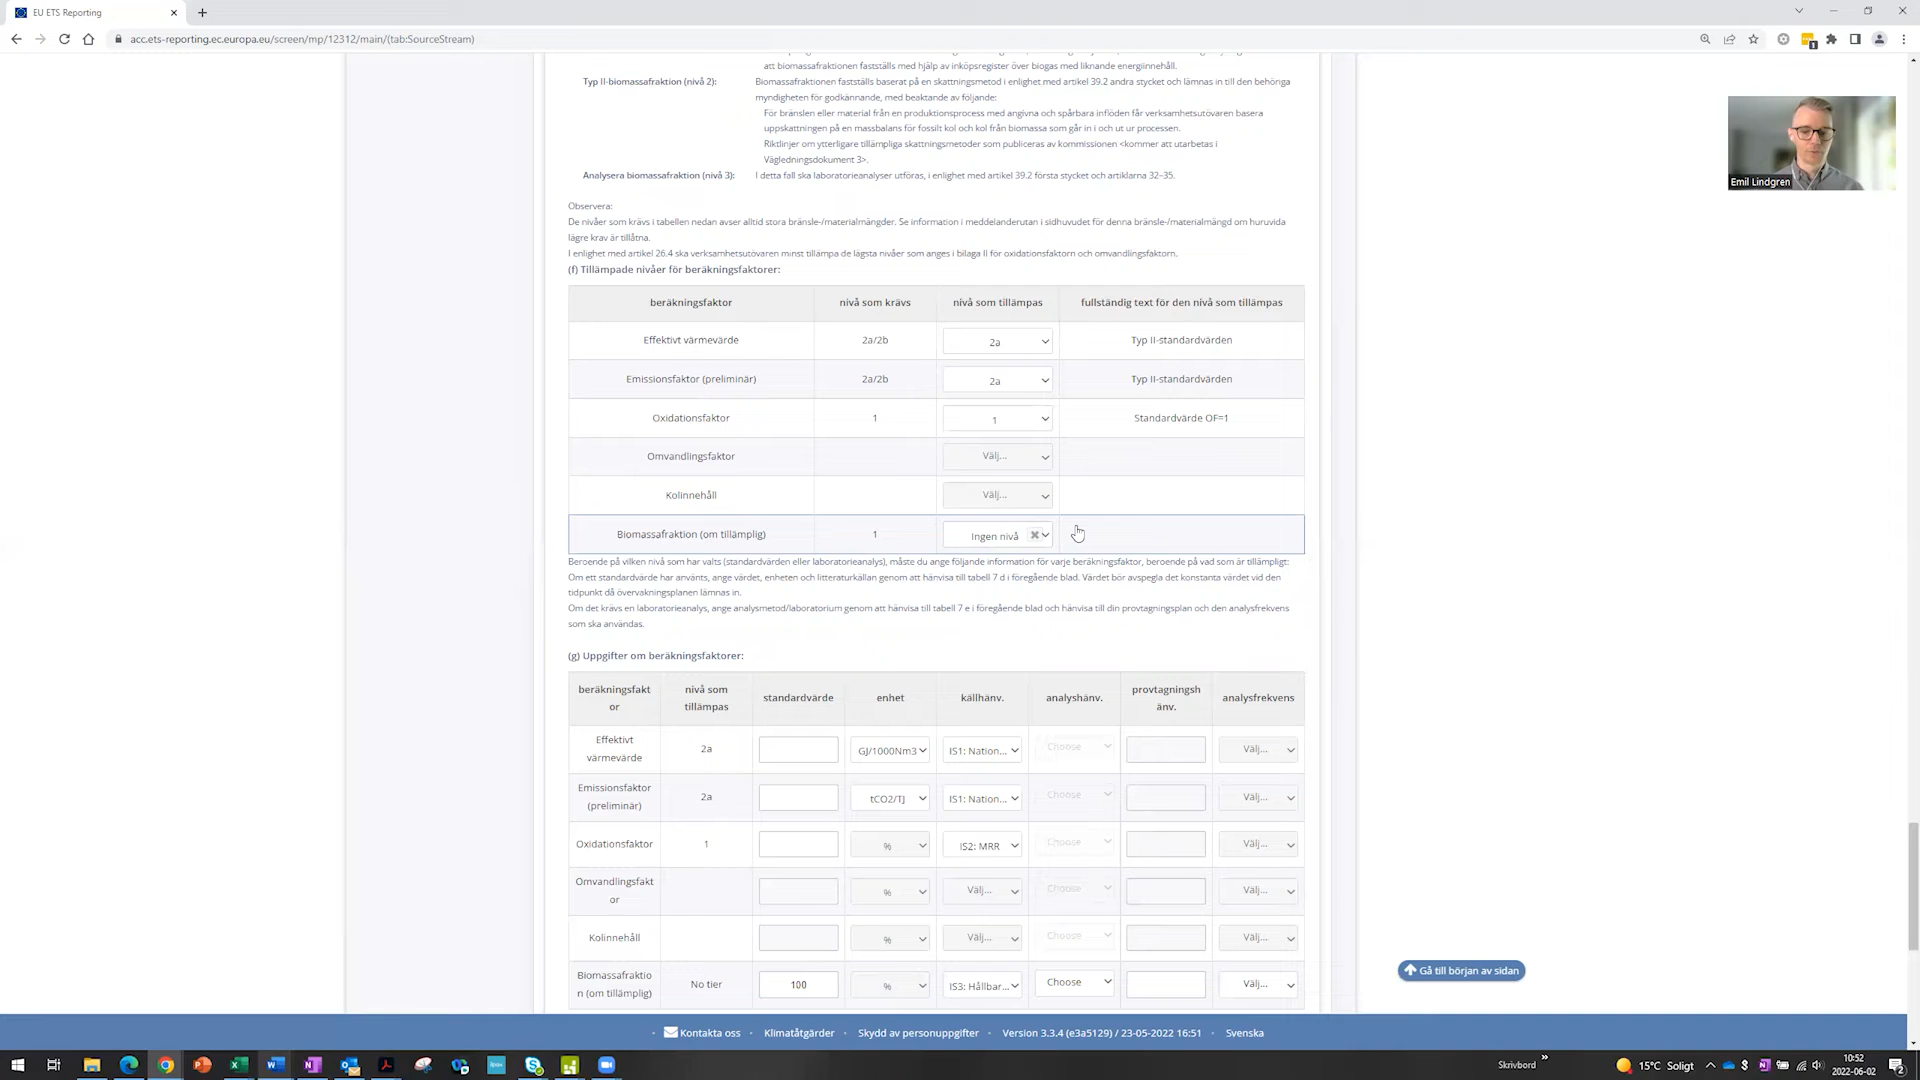 EU ETS Reporting
acc.ets-reporting.ec.europa.eu/screen/mp/12312/main/(tab:SourceStream)
att biomassafraktionen fastställs med hjälp av inköpsregister över biogas med liknande energiinnehåll.
Typ II-biomassafraktion (nivå 2):
Biomassafraktionen fastställs baserat på en skattningsmetod i enlighet med artikel 39.2 andra stycket och lämnas in till den behöriga
myndigheten för godkännande, med beaktande av följande:
För bränslen eller material från en produktionsprocess med angivna och spårbara inflöden får verksamhetsutövaren basera
uppskattningen på en massbalans för fossilt kol och kol från biomassa som går in i och ut ur processen.
Riktlinjer om ytterligare tillämpliga skattningsmetoder som publiceras av kommissionen <kommer att utarbetas i
Vägledningsdokument 3>.
Analysera biomassafraktion (nivå 3):
I detta fall ska laboratorieanalyser utföras, i enlighet med artikel 39.2 första stycket och artiklarna 32–35.
Emil Lindgren
Observera:
De nivåer som krävs i tabellen nedan avser alltid stora bränsle-/materialmängder. Se information i meddelanderutan i sidhuvudet för denna bränsle-/materialmängd om huruvida
lägre krav är tillåtna.
I enlighet med artikel 26.4 ska verksamhetsutövaren minst tillämpa de lägsta nivåer som anges i bilaga II för oxidationsfaktorn och omvandlingsfaktorn.
(f) Tillämpade nivåer för beräkningsfaktorer:
beräkningsfaktor nivå som krävs nivå som tillämpas fullständig text för den nivå som tillämpas
Effektivt värmevärde 2a/2b 2a Typ II-standardvärden
Emissionsfaktor (preliminär) 2a/2b 2a Typ II-standardvärden
Oxidationsfaktor 1 1 Standardvärde OF=1
Omvandlingsfaktor Välj...
Kolinnehåll Välj...
Biomassafraktion (om tillämplig) 1 Ingen nivå
Beroende på vilken nivå som har valts (standardvärden eller laboratorieanalys), måste du ange följande information för varje beräkningsfaktor, beroende på vad som är tillämpligt:
Om ett standardvärde har använts, ange värdet, enheten och litteraturkällan genom att hänvisa till tabell 7 d i föregående blad. Värdet bör avspegla det konstanta värdet vid den
tidpunkt då övervakningsplanen lämnas in.
Om det krävs en laboratorieanalys, ange analysmetod/laboratorium genom att hänvisa till tabell 7 e i föregående blad och hänvisa till din provtagningsplan och den analysfrekvens
som ska användas.
(g) Uppgifter om beräkningsfaktorer:
beräkningsfakt
or
nivå som
tillämpas
standardvärde enhet källhänv. analyshänv.
provtagningsh
änv.
analysfrekvens
Effektivt
värmevärde
2a GJ/1000Nm3 IS1: Nation... Choose Välj...
Emissionsfaktor
(preliminär)
2a tCO2/TJ IS1: Nation... Choose Välj...
Oxidationsfaktor 1 % IS2: MRR Choose Välj...
Omvandlingsfakt
or
% Välj... Choose Välj...
Kolinnehåll % Välj... Choose Välj...
Biomassafraktio
n (om tillämplig)
No tier 100 % IS3: Hållbar... Choose Välj...
Gå till början av sidan
Kontakta oss Klimatåtgärder Skydd av personuppgifter Version 3.3.4 (e3a5129) / 23-05-2022 16:51 Svenska
Skrivbord
15°C Soligt
10:52
2022-06-02